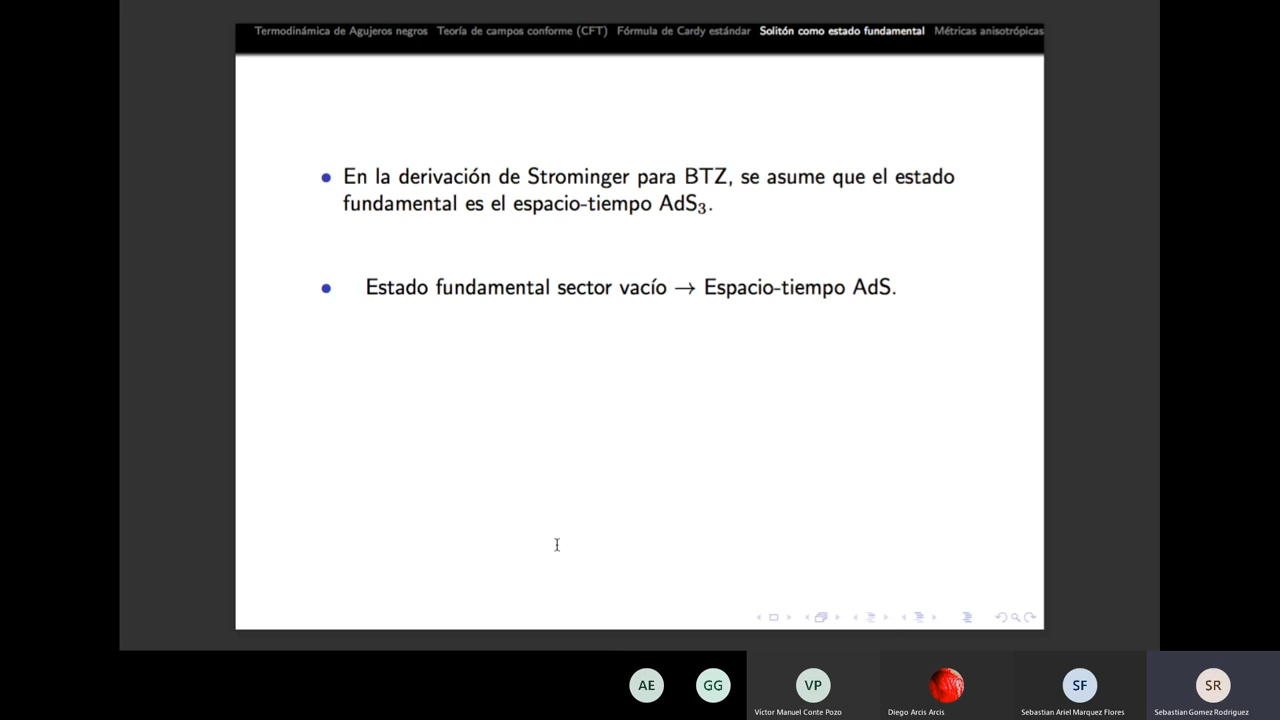 Termodinámica de Agujeros negros Teoría de campos conforme (CFT) Fórmula de Cardy estándar Solitón como estado fundamental Métricas anisotrópicas
• En la derivación de Strominger para BTZ, se asume que el estado
fundamental es el espacio-tiempo AdS₃.
• Estado fundamental sector vacío → Espacio-tiempo AdS.
AE GG VP SF SR
Víctor Manuel Conte Pozo Diego Arcis Arcis Sebastian Ariel Marquez Flores Sebastian Gomez Rodriguez